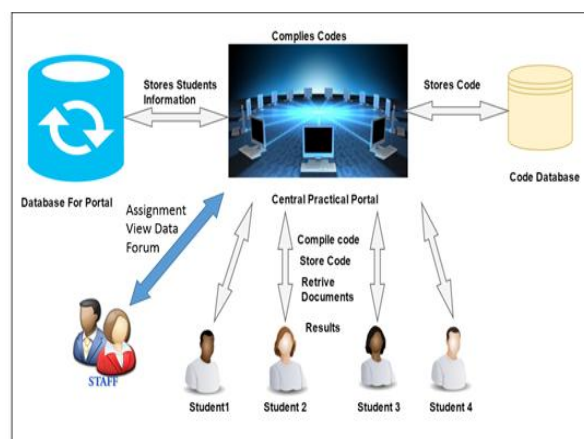 Complies Codes
Stores Students
Information
Stores Code
Database For Portal
Central Practical Portal
Code Database
Assignment
View Data
Forum
Compile code
Store Code
Retrive
Documents
Results
STAFF
Student1
Student 2
Student 3
Student 4